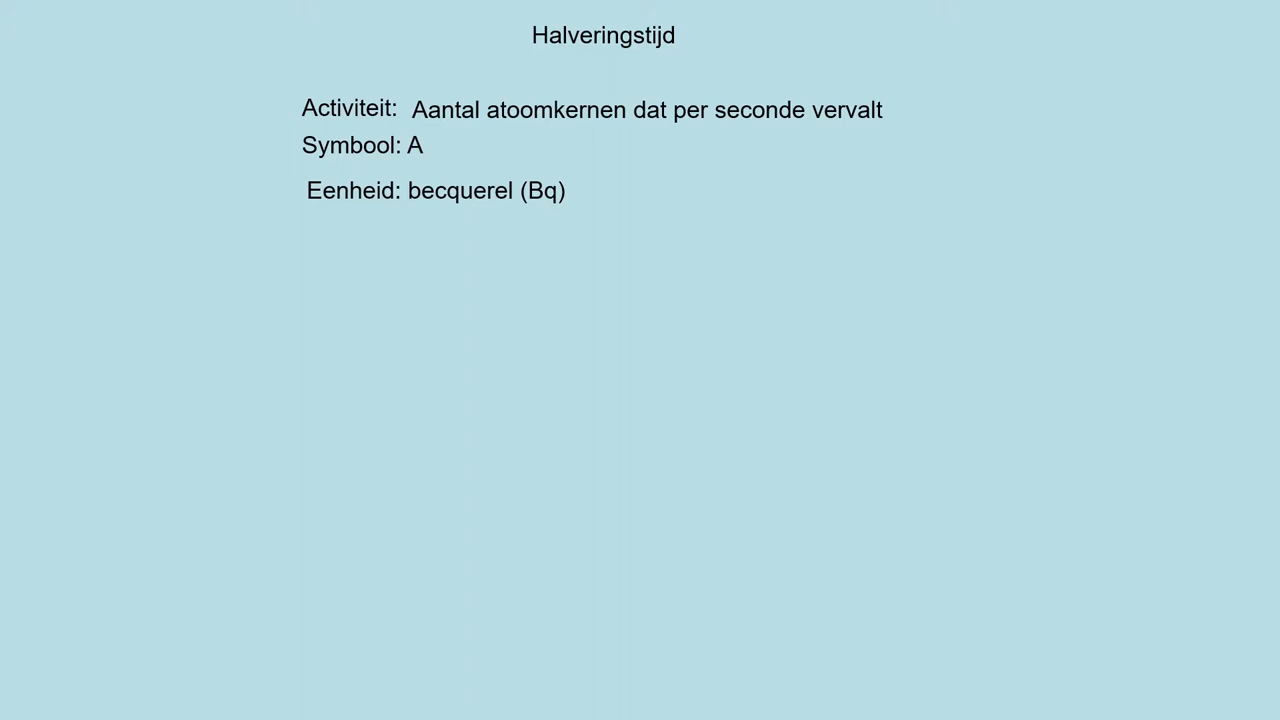 Halveringstijd
Activiteit: Aantal atoomkernen dat per seconde vervalt
Symbool: A
Eenheid: becquerel (Bq)